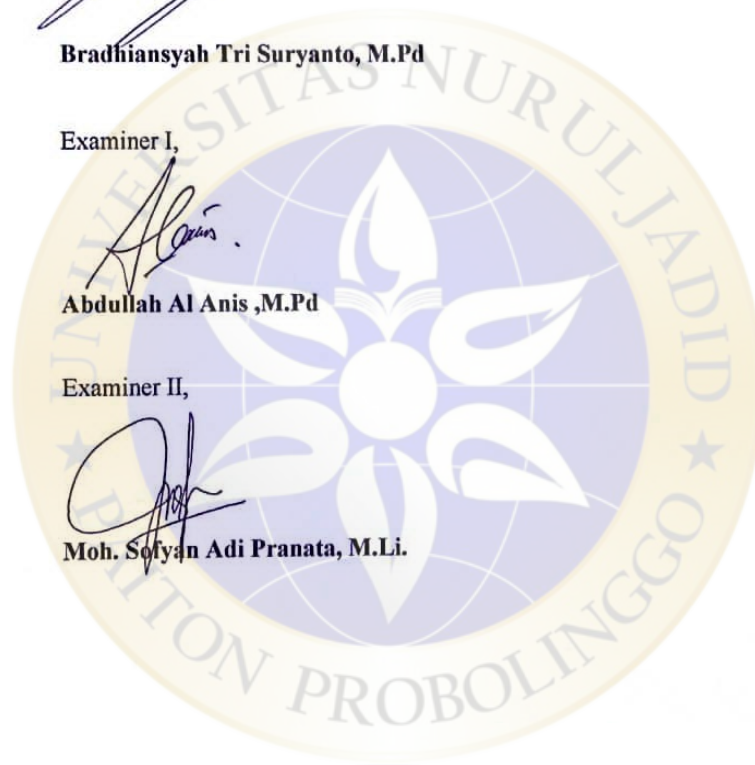 Bradhiansyah Tri Suryanto, M.Pd
Examiner I,
Abdullah Al Anis ,M.Pd
Examiner II,
Moh. Sofyan Adi Pranata, M.Li.
UNIVERSITAS NURUL JADID
PAITON PROBOLINGGO